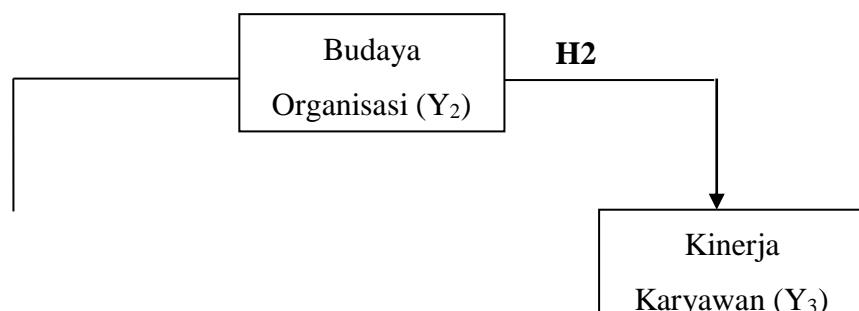 Budaya
Organisasi (Y₂)
H2
Kinerja
Karyawan (Y₃)